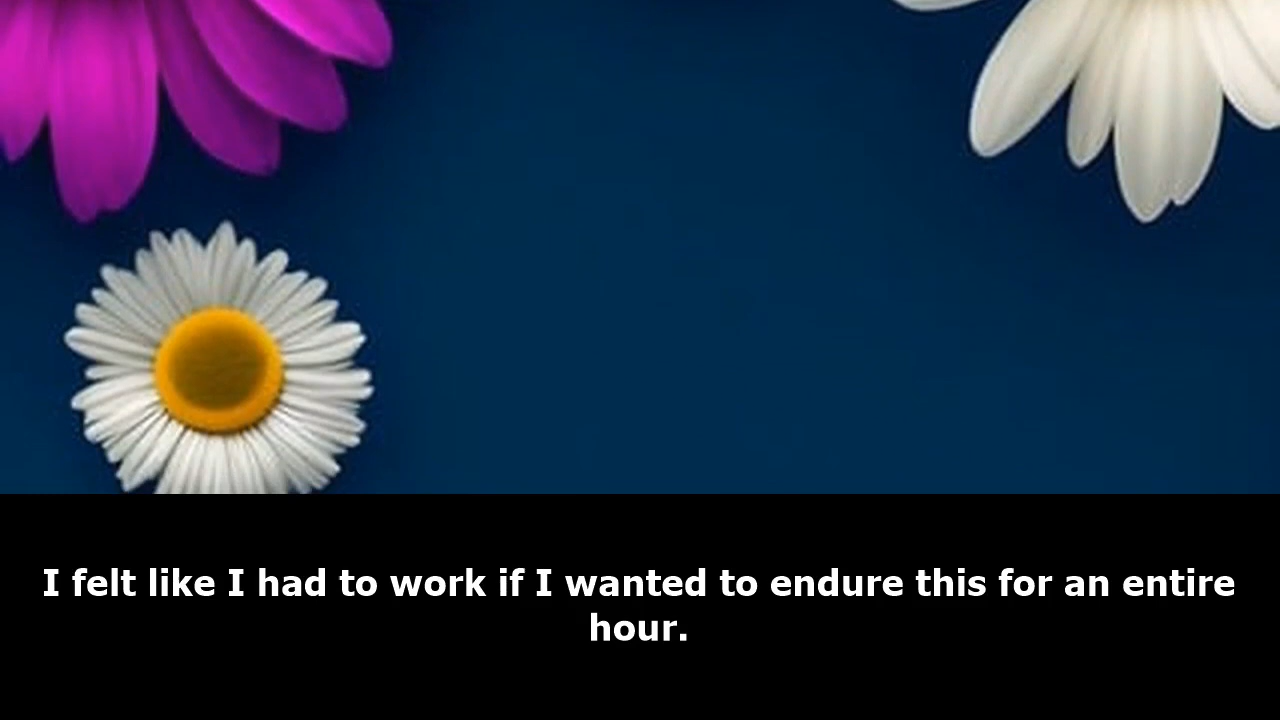 I felt like I had to work if I wanted to endure this for an entire
hour.